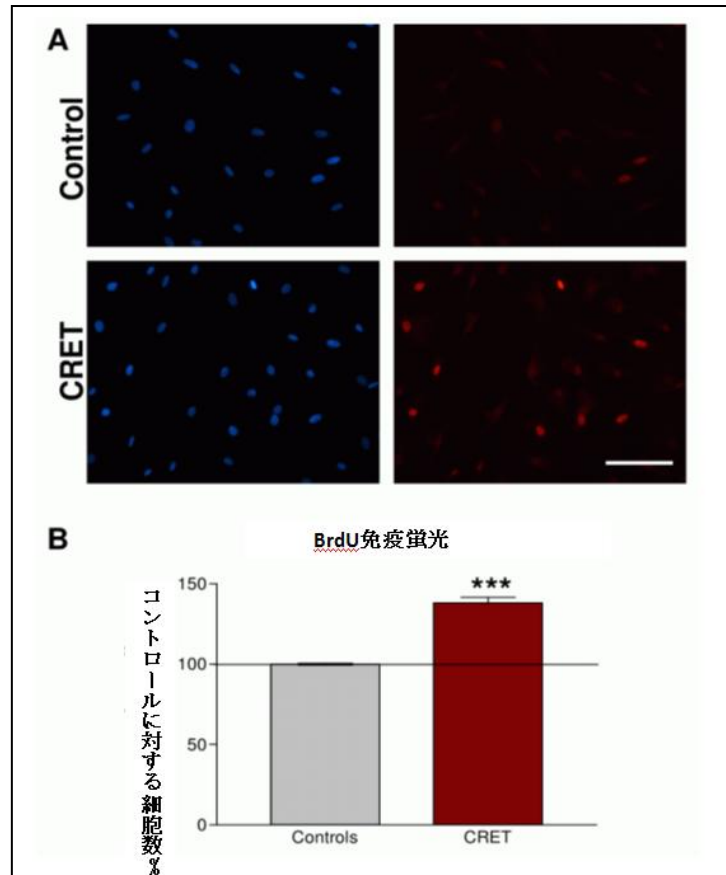 A
Control
CRET
B
BrdU免疫蛍光
コントロールに対する細胞数%
150
100
50
0
***
Controls
CRET